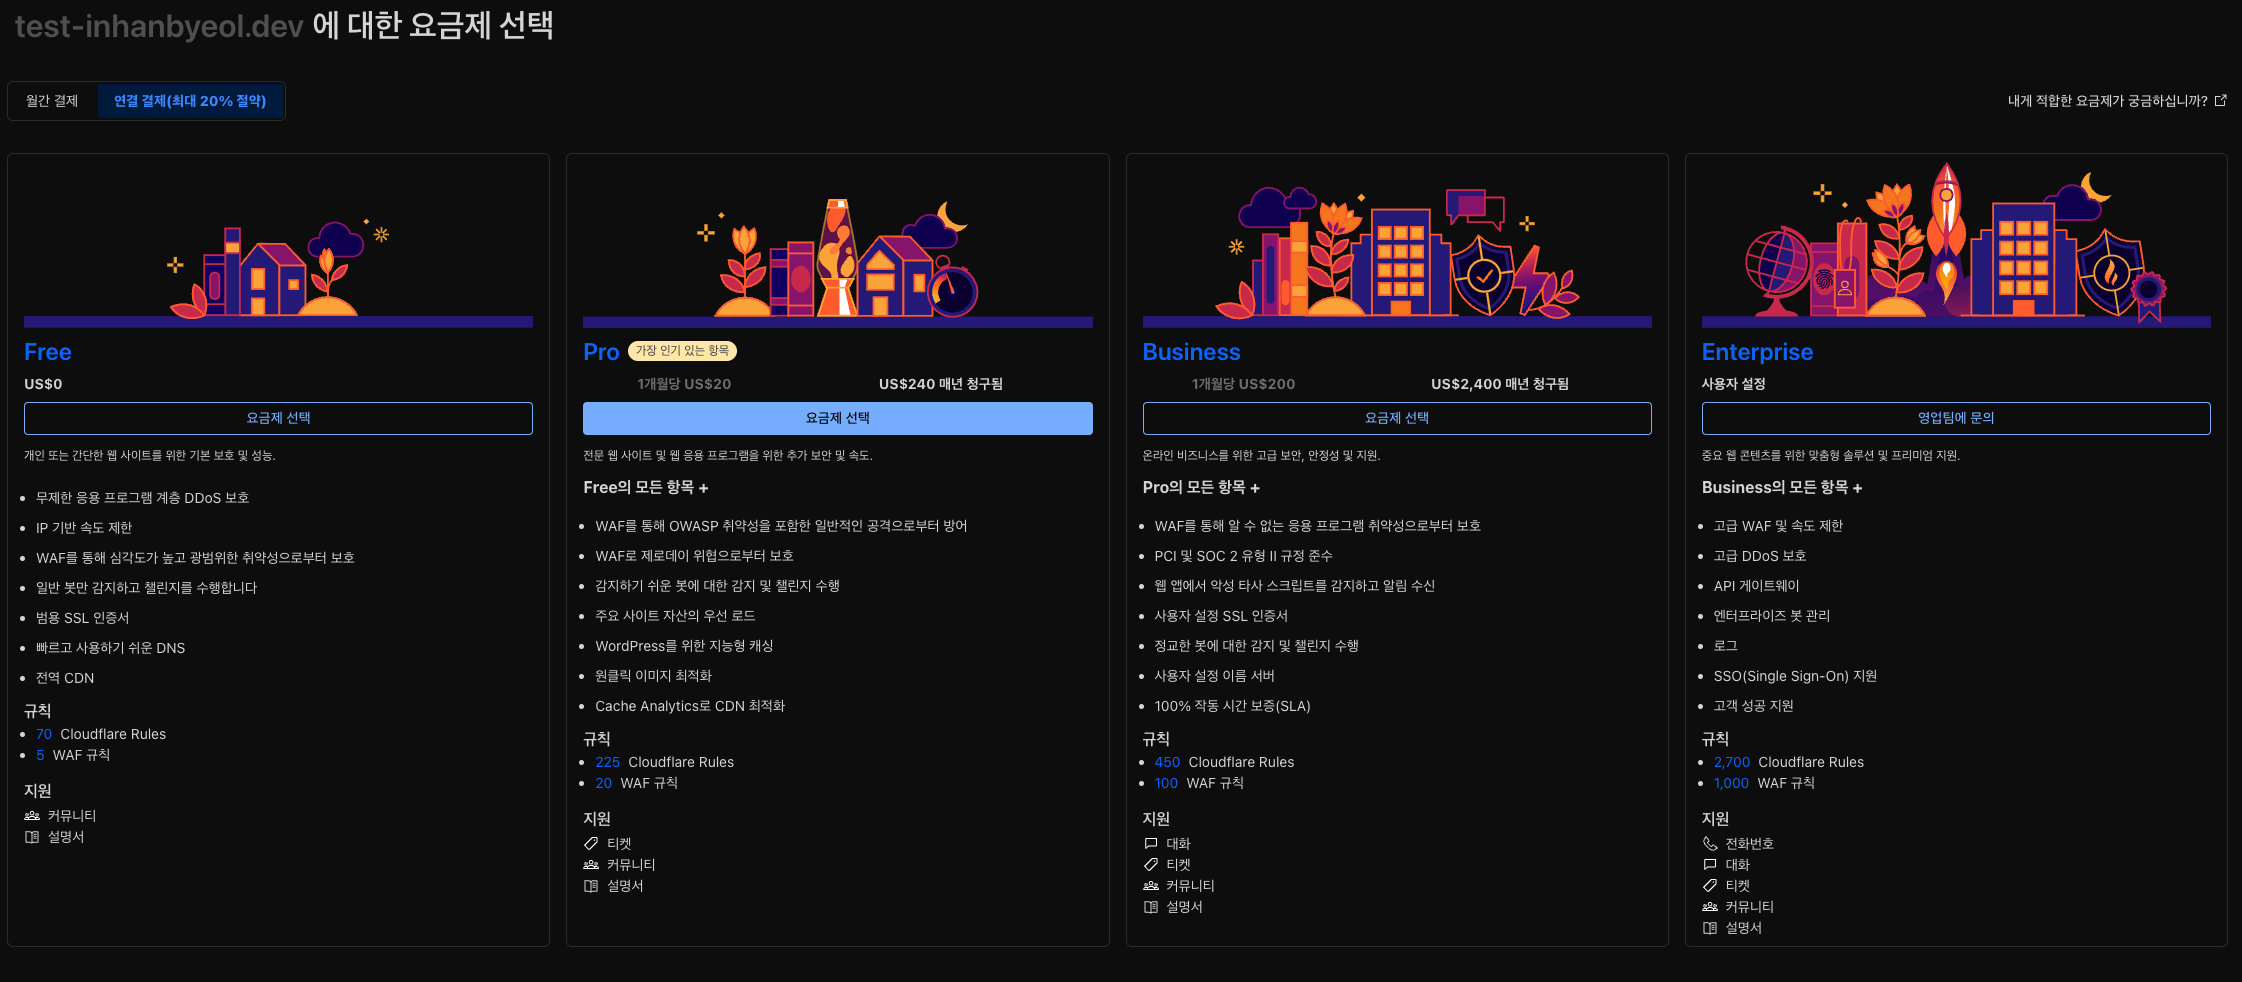 test-inhanbyeol.dev 에 대한 요금제 선택
월간 결제
연결 결제(최대 20% 절약)
내게 적합한 요금제가 궁금하십니까?
Free
US$0
요금제 선택
개인 또는 간단한 웹 사이트를 위한 기본 보호 및 성능.
무제한 응용 프로그램 계층 DDoS 보호
IP 기반 속도 제한
WAF를 통해 심각도가 높고 광범위한 취약성으로부터 보호
일반 봇만 감지하고 챌린지를 수행합니다
범용 SSL 인증서
빠르고 사용하기 쉬운 DNS
전역 CDN
규칙
70 Cloudflare Rules
5 WAF 규칙
지원
커뮤니티
설명서
Pro 가장 인기 있는 항목
1개월당 US$20 US$240 매년 청구됨
요금제 선택
전문 웹 사이트 및 웹 응용 프로그램을 위한 추가 보안 및 속도.
Free의 모든 항목 +
WAF를 통해 OWASP 취약성을 포함한 일반적인 공격으로부터 방어
WAF로 제로데이 위협으로부터 보호
감지하기 쉬운 봇에 대한 감지 및 챌린지 수행
주요 사이트 자산의 우선 로드
WordPress를 위한 지능형 캐싱
원클릭 이미지 최적화
Cache Analytics로 CDN 최적화
규칙
225 Cloudflare Rules
20 WAF 규칙
지원
티켓
커뮤니티
설명서
Business
1개월당 US$200 US$2,400 매년 청구됨
요금제 선택
온라인 비즈니스를 위한 고급 보안, 안정성 및 지원.
Pro의 모든 항목 +
WAF를 통해 알 수 없는 응용 프로그램 취약성으로부터 보호
PCI 및 SOC 2 유형 II 규정 준수
웹 앱에서 악성 타사 스크립트를 감지하고 알림 수신
사용자 설정 SSL 인증서
정교한 봇에 대한 감지 및 챌린지 수행
사용자 설정 이름 서버
100% 작동 시간 보증(SLA)
규칙
450 Cloudflare Rules
100 WAF 규칙
지원
대화
티켓
커뮤니티
설명서
Enterprise
사용자 설정
영업팀에 문의
중요 웹 콘텐츠를 위한 맞춤형 솔루션 및 프리미엄 지원.
Business의 모든 항목 +
고급 WAF 및 속도 제한
고급 DDoS 보호
API 게이트웨이
엔터프라이즈 봇 관리
로그
SSO(Single Sign-On) 지원
고객 성공 지원
규칙
2,700 Cloudflare Rules
1,000 WAF 규칙
지원
전화번호
대화
티켓
커뮤니티
설명서